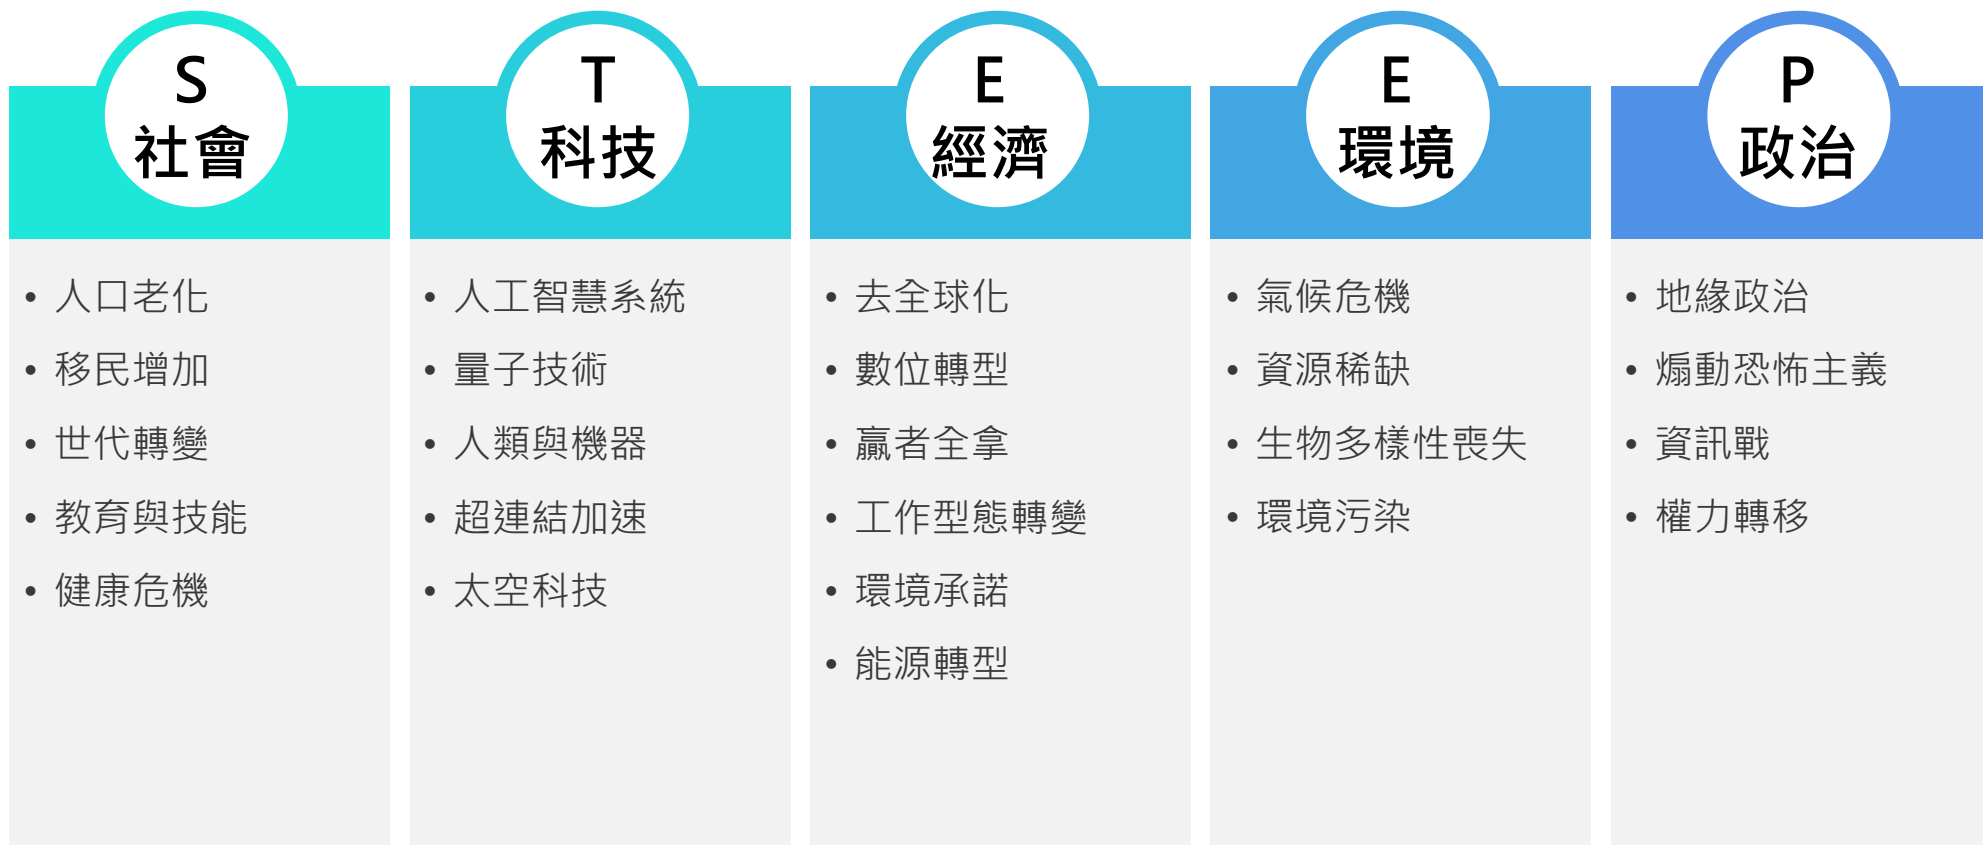 S
社會
• 人口老化
• 移民增加
• 世代轉變
• 教育與技能
• 健康危機
T
科技
• 人工智慧系統
• 量子技術
• 人類與機器
• 超連結加速
• 太空科技
E
經濟
• 去全球化
• 數位轉型
• 贏者全拿
• 工作型態轉變
• 環境承諾
• 能源轉型
E
環境
• 氣候危機
• 資源稀缺
• 生物多樣性喪失
• 環境污染
P
政治
• 地緣政治
• 煽動恐怖主義
• 資訊戰
• 權力轉移